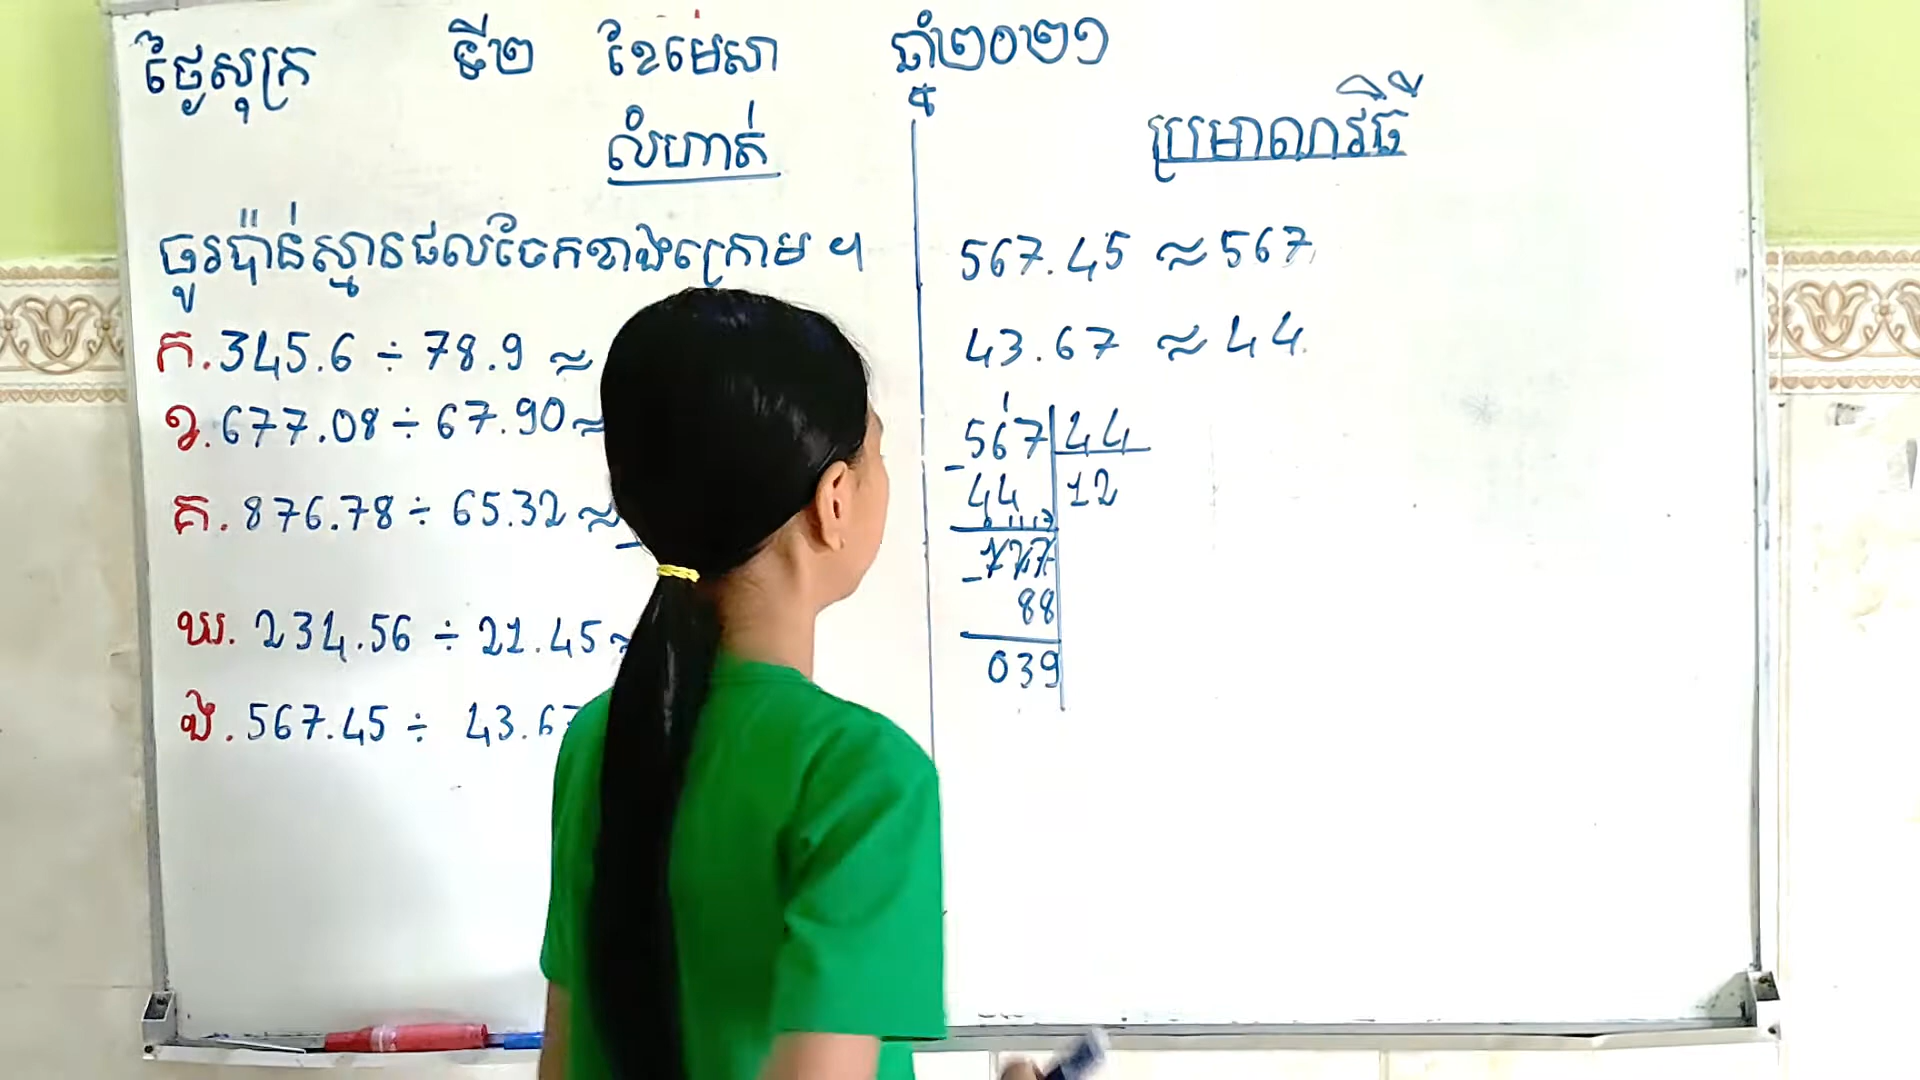 ថ្ងៃសុក្រ ទី២ ខែមេសា ឆ្នាំ២០២១
លំហាត់
ចូរប៉ាន់ស្មានផលចែកខាងក្រោម ។
ក. 345.6 ÷ 78.9 ≈
ខ. 677.08 ÷ 67.90 ≈
គ. 876.78 ÷ 65.32 ≈
ឃ. 234.56 ÷ 21.45 ≈
ង. 567.45 ÷ 43.67
ប្រមាណវិធី
567.45 ≈ 567
43.67 ≈ 44
567 44
- 44 12
- 127
88
039